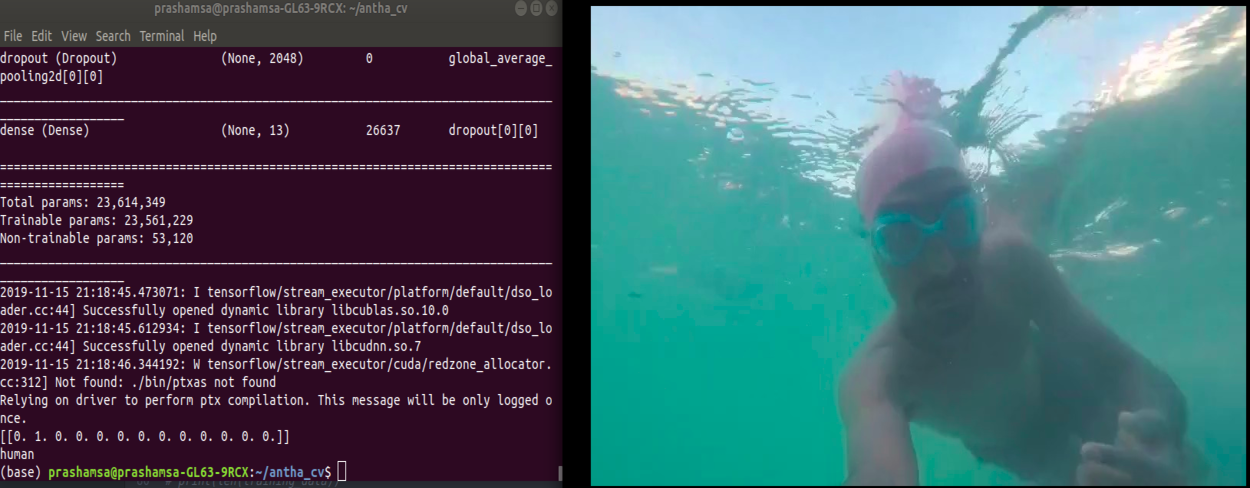 prashamsa@prashamsa-GL63-9RCX: ~/antha_cv
File Edit View Search Terminal Help
dropout (Dropout) (None, 2048) 0 global_average_
pooling2d[0][0]
________________________________________________________________________________
__________________
dense (Dense) (None, 13) 26637 dropout[0][0]
================================================================================
==================
Total params: 23,614,349
Trainable params: 23,561,229
Non-trainable params: 53,120
________________________________________________________________________________
__________________
2019-11-15 21:18:45.473071: I tensorflow/stream_executor/platform/default/dso_lo
ader.cc:44] Successfully opened dynamic library libcublas.so.10.0
2019-11-15 21:18:45.612934: I tensorflow/stream_executor/platform/default/dso_lo
ader.cc:44] Successfully opened dynamic library libcudnn.so.7
2019-11-15 21:18:46.344192: W tensorflow/stream_executor/cuda/redzone_allocator.
cc:312] Not found: ./bin/ptxas not found
Relying on driver to perform ptx compilation. This message will be only logged o
nce.
[[0. 1. 0. 0. 0. 0. 0. 0. 0. 0. 0. 0. 0.]]
human
(base) prashamsa@prashamsa-GL63-9RCX:~/antha_cv$